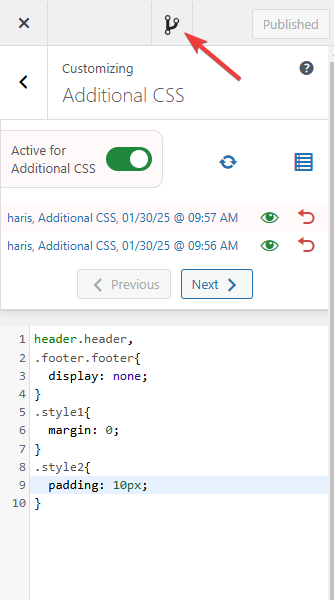 Published
Customizing
Additional CSS
Active for
Additional CSS
haris, Additional CSS, 01/30/25 @ 09:57 AM
haris, Additional CSS, 01/30/25 @ 09:56 AM
Previous
Next
1 header.header,
2 .footer.footer{
3 display: none;
4 }
5 .style1{
6 margin: 0;
7 }
8 .style2{
9 padding: 10px;
10 }